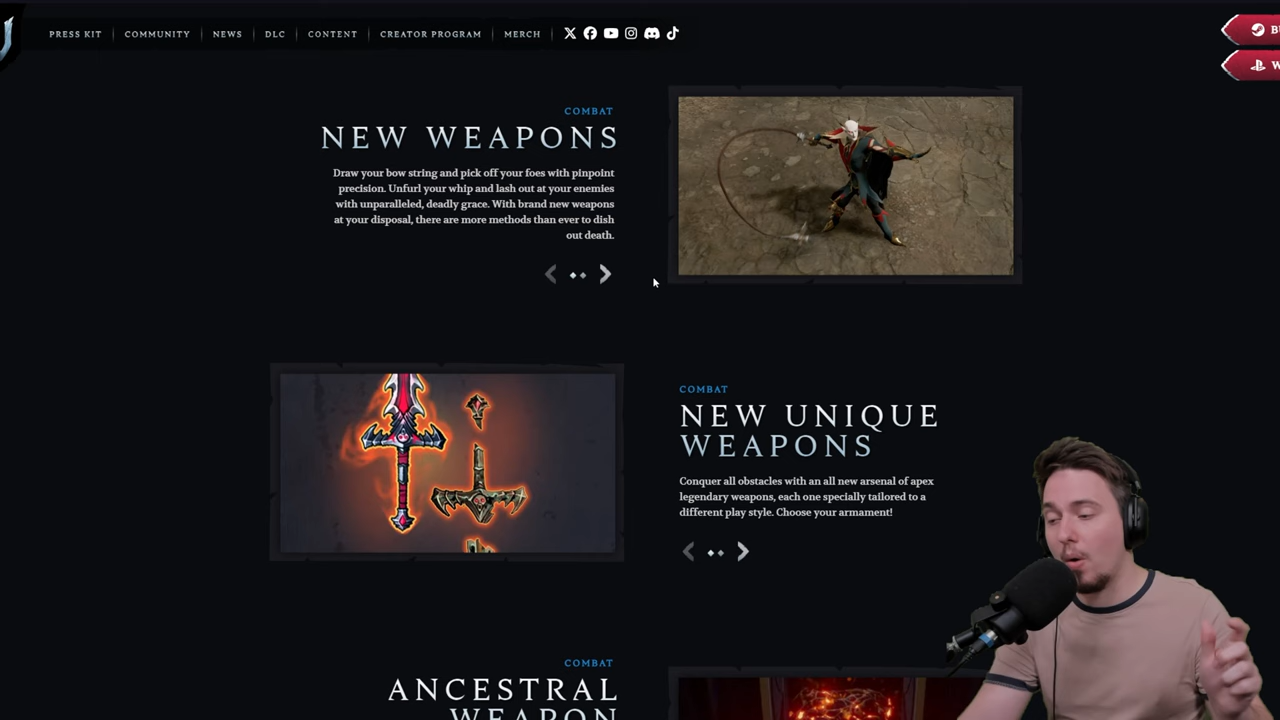 PRESS KIT
COMMUNITY
NEWS
DLC
CONTENT
CREATOR PROGRAM
MERCH
COMBAT
NEW WEAPONS
Draw your bow string and pick off your foes with pinpoint
precision. Unfurl your whip and lash out at your enemies
with unparalleled, deadly grace. With brand new weapons
at your disposal, there are more methods than ever to dish
out death.
COMBAT
NEW UNIQUE
WEAPONS
Conquer all obstacles with an all new arsenal of apex
legendary weapons, each one specially tailored to a
different play style. Choose your armament!
COMBAT
ANCESTRAL
WEAPON